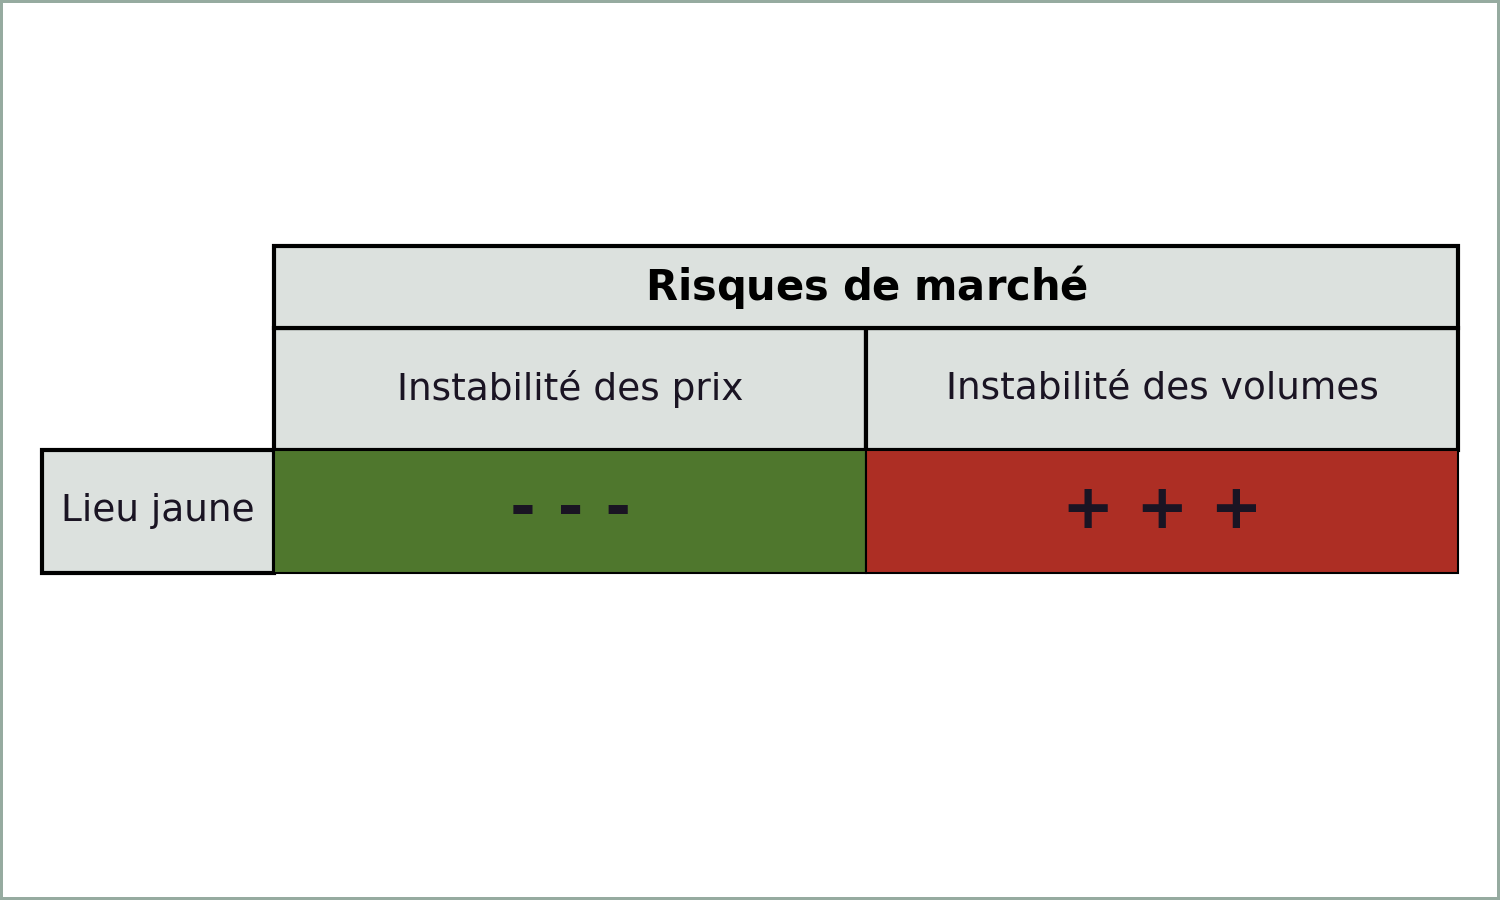 Risques de marché
Instabilité des prix
Instabilité des volumes
Lieu jaune
- - -
+ + +